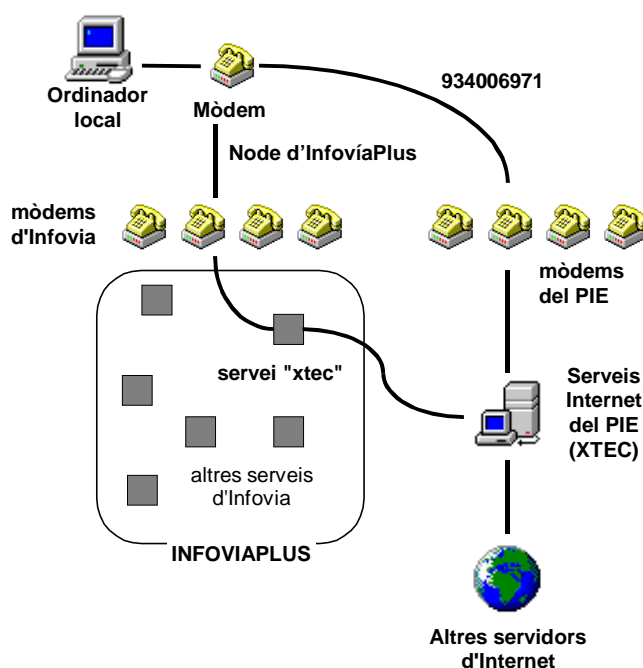 934006971
Ordinador
local
Mòdem
Node d'InfovíaPlus
mòdems
d'Infovia
mòdems
del PIE
servei "xtec"
Serveis
Internet
del PIE
(XTEC)
altres serveis
d'Infovia
INFOVIAPLUS
Altres servidors
d'Internet